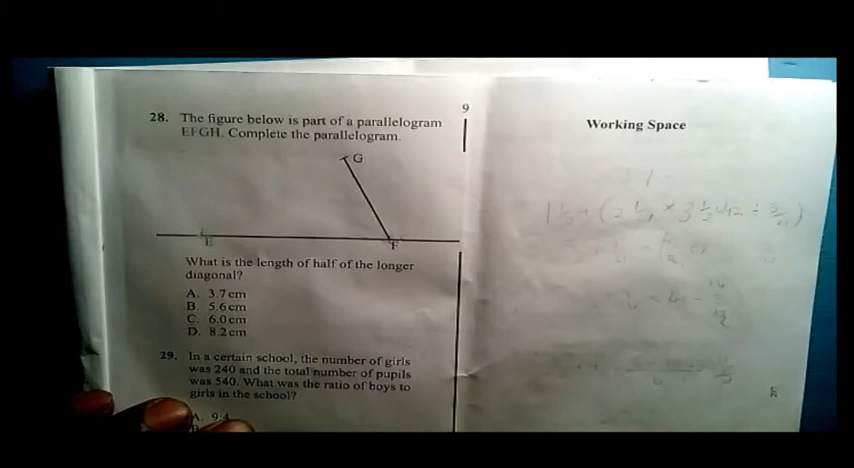 9
28. The figure below is part of a parallelogram
EFGH. Complete the parallelogram.
G
E
F
What is the length of half of the longer
diagonal?
A. 3.7cm
B. 5.6cm
C. 6.0cm
D. 8.2cm
29. In a certain school, the number of girls
was 240 and the total number of pupils
was 540. What was the ratio of boys to
girls in the school?
A. 9:4
Working Space